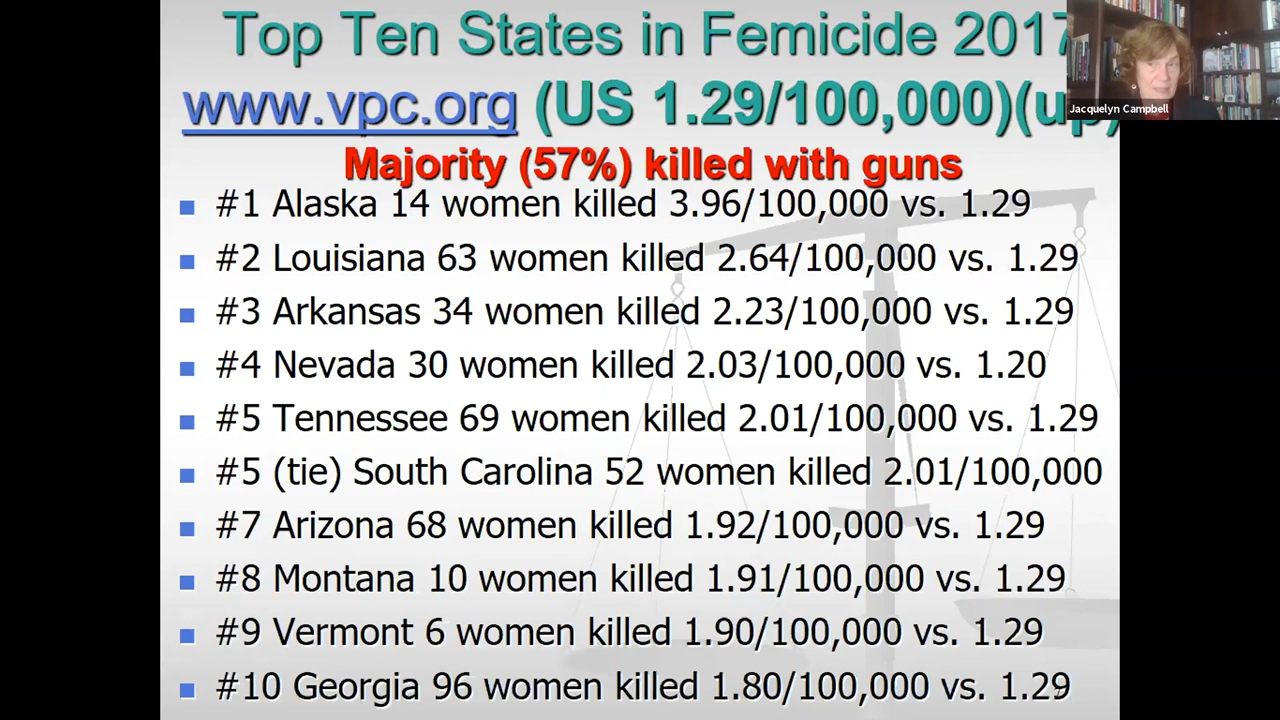 Top Ten States in Femicide 2017
www.vpc.org (US 1.29/100,000)(up)
Majority (57%) killed with guns
#1 Alaska 14 women killed 3.96/100,000 vs. 1.29
#2 Louisiana 63 women killed 2.64/100,000 vs. 1.29
#3 Arkansas 34 women killed 2.23/100,000 vs. 1.29
#4 Nevada 30 women killed 2.03/100,000 vs. 1.20
#5 Tennessee 69 women killed 2.01/100,000 vs. 1.29
#5 (tie) South Carolina 52 women killed 2.01/100,000
#7 Arizona 68 women killed 1.92/100,000 vs. 1.29
#8 Montana 10 women killed 1.91/100,000 vs. 1.29
#9 Vermont 6 women killed 1.90/100,000 vs. 1.29
#10 Georgia 96 women killed 1.80/100,000 vs. 1.29
Jacquelyn Campbell